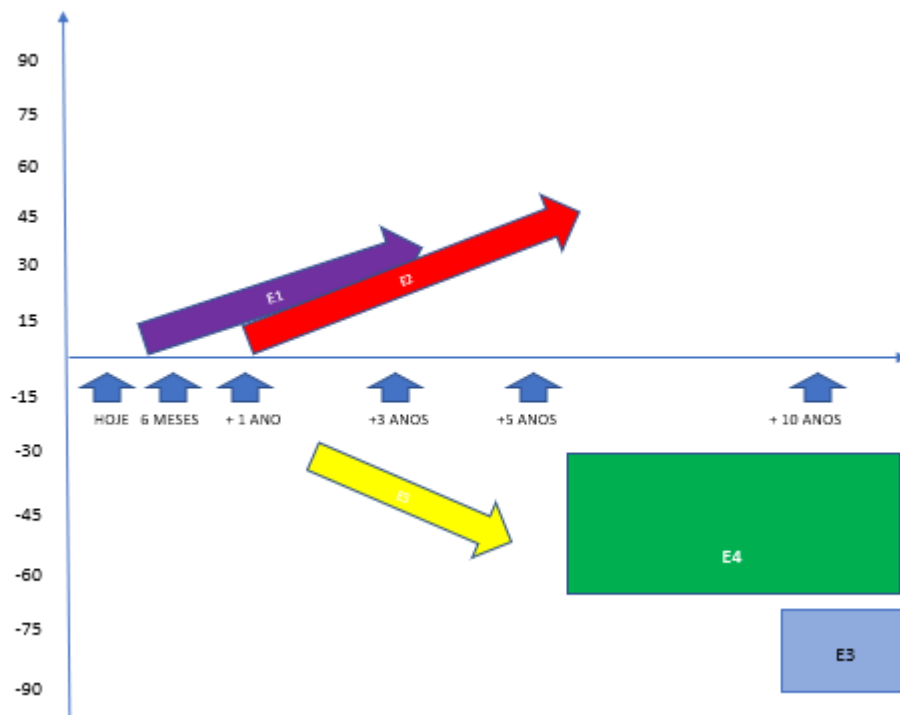 90
75
60
45
30
15
-15
-30
-45
-60
-75
-90
E1
E2
HOJE
6 MESES
+ 1 ANO
+3 ANOS
+5 ANOS
+ 10 ANOS
E4
E3